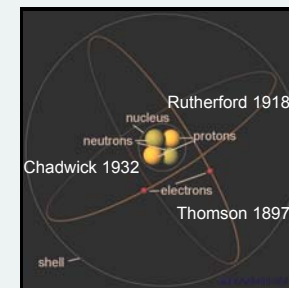 Rutherford 1918
nucleus
neutrons
protons
Chadwick 1932
electrons
Thomson 1897
shell